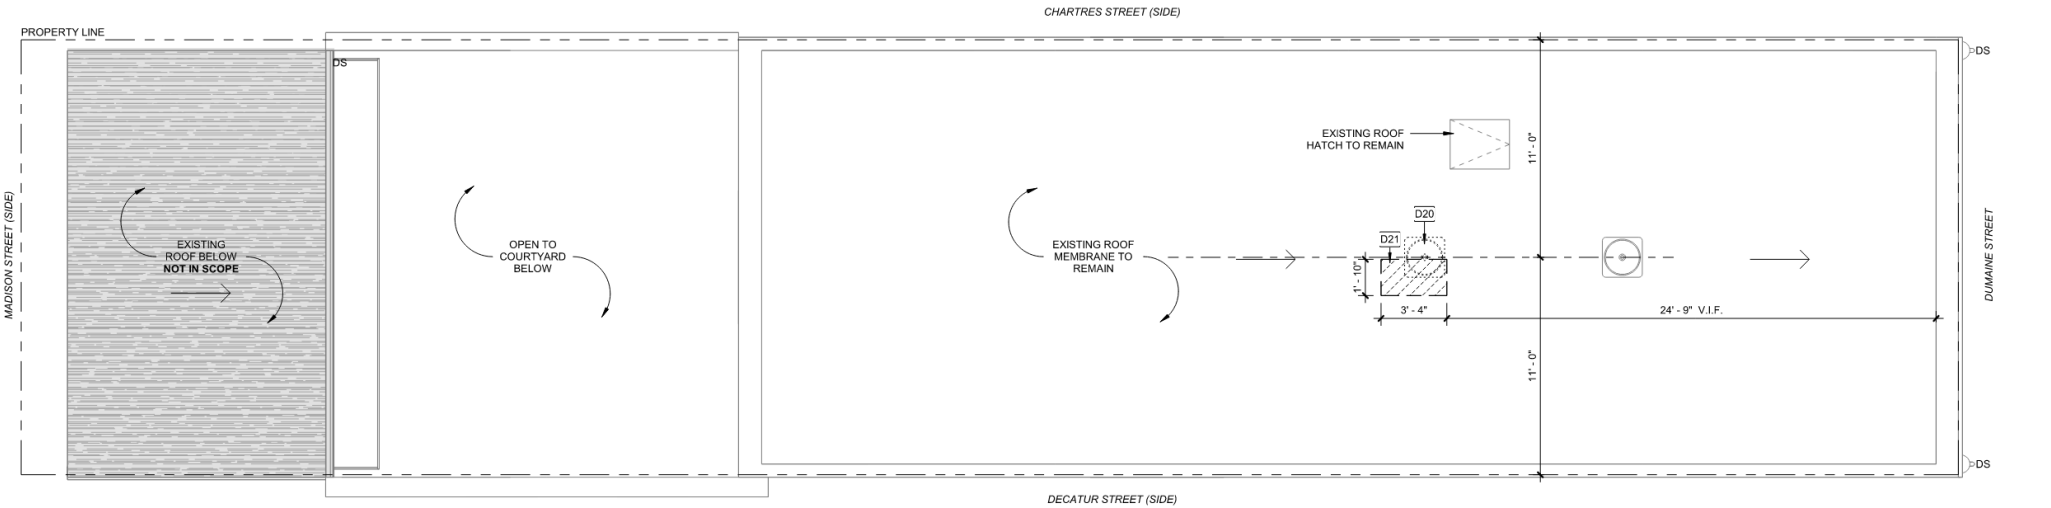 CHARTRES STREET (SIDE)
PROPERTY LINE
DS
DS
EXISTING ROOF
HATCH TO REMAIN
11' - 0"
MADISON STREET (SIDE)
EXISTING
ROOF BELOW
NOT IN SCOPE
OPEN TO
COURTYARD
BELOW
EXISTING ROOF
MEMBRANE TO
REMAIN
D20
D21
1' - 10"
3' - 4"
24' - 9" V.I.F.
DUMAINE STREET
11' - 0"
DS
DECATUR STREET (SIDE)